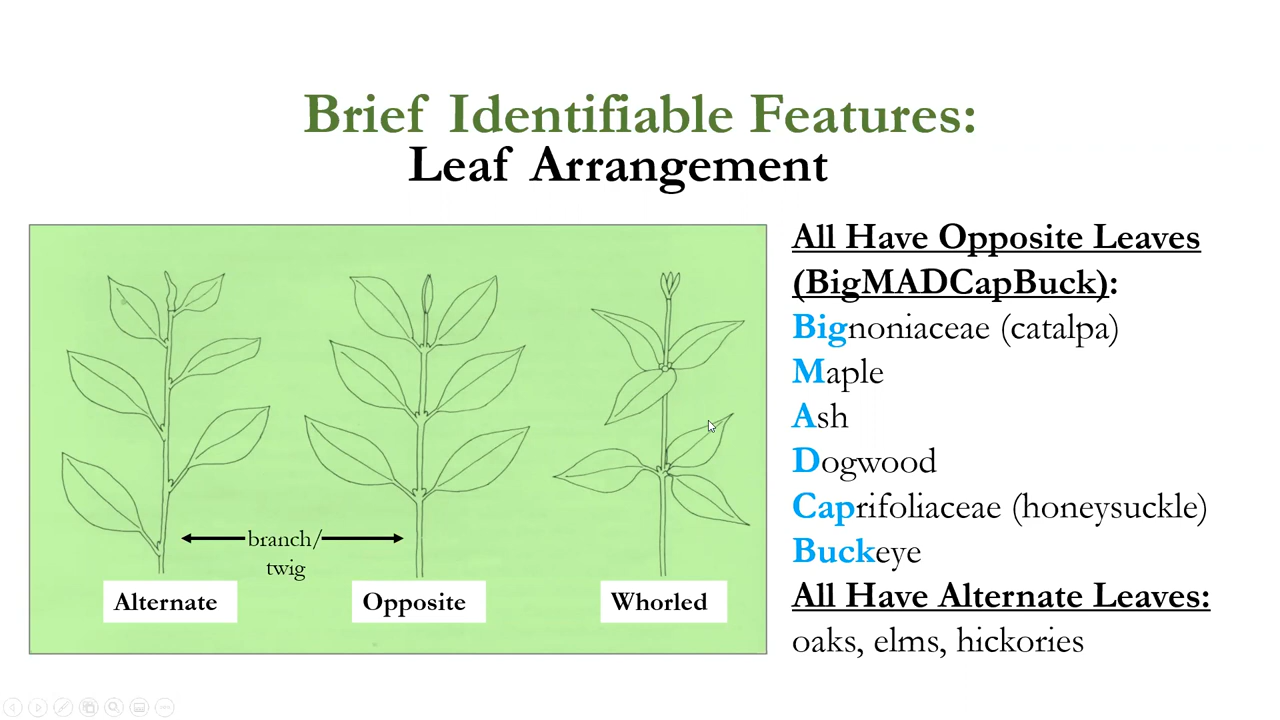 Brief Identifiable Features:
Leaf Arrangement
branch/
twig
Alternate
Opposite
Whorled
All Have Opposite Leaves
(BigMADCapBuck):
Bignoniaceae (catalpa)
Maple
Ash
Dogwood
Caprifoliaceae (honeysuckle)
Buckeye
All Have Alternate Leaves:
oaks, elms, hickories